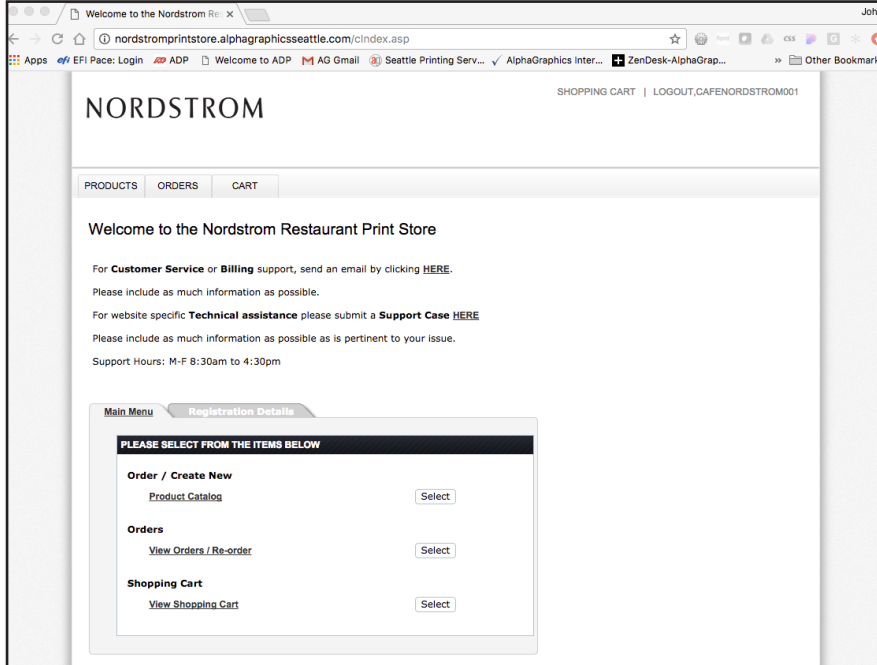 Welcome to the Nordstrom Re
Joh
nordstromprintstore.alphagraphicsseattle.com/cIndex.asp
Apps efi EFI Pace: Login ADP Welcome to ADP AG Gmail Seattle Printing Serv... AlphaGraphics Inter... ZenDesk-AlphaGrap... » Other Bookmark
NORDSTROM
SHOPPING CART | LOGOUT,CAFENORDSTROM001
PRODUCTS ORDERS CART
Welcome to the Nordstrom Restaurant Print Store
For Customer Service or Billing support, send an email by clicking HERE.
Please include as much information as possible.
For website specific Technical assistance please submit a Support Case HERE
Please include as much information as possible as is pertinent to your issue.
Support Hours: M-F 8:30am to 4:30pm
Main Menu Registration Details
PLEASE SELECT FROM THE ITEMS BELOW
Order / Create New
Product Catalog Select
Orders
View Orders / Re-order Select
Shopping Cart
View Shopping Cart Select